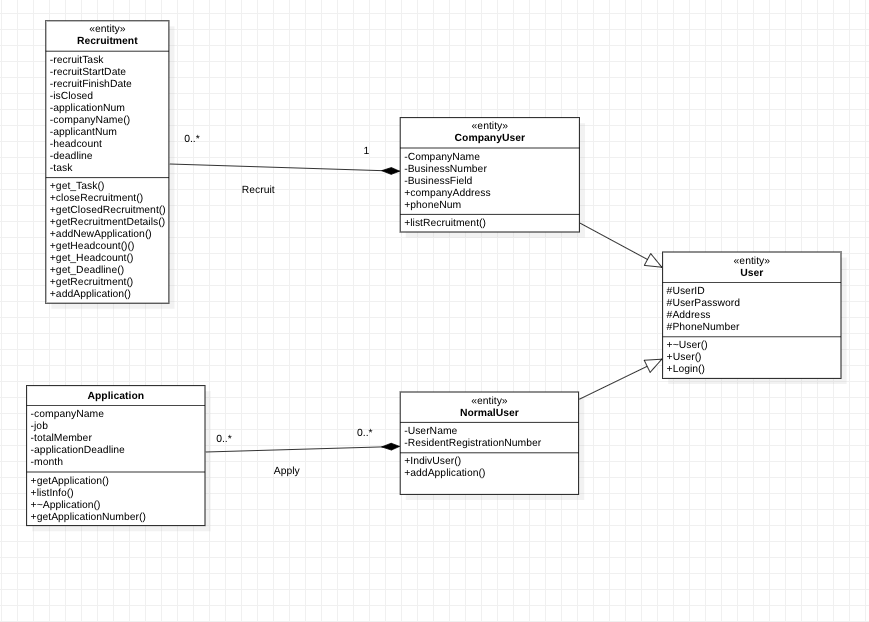 «entity»
Recruitment
-recruitTask
-recruitStartDate
-recruitFinishDate
-isClosed
-applicationNum
-companyName()
-applicantNum
-headcount
-deadline
-task
+get_Task()
+closeRecruitment()
+getClosedRecruitment()
+getRecruitmentDetails()
+addNewApplication()
+getHeadcount()()
+get_Headcount()
+get_Deadline()
+getRecruitment()
+addApplication()
0..*
1
Recruit
«entity»
CompanyUser
-CompanyName
-BusinessNumber
-BusinessField
+companyAddress
+phoneNum
+listRecruitment()
«entity»
User
#UserID
#UserPassword
#Address
#PhoneNumber
+~User()
+User()
+Login()
Application
-companyName
-job
-totalMember
-applicationDeadline
-month
+getApplication()
+listInfo()
+~Application()
+getApplicationNumber()
0..*
0..*
Apply
«entity»
NormalUser
-UserName
-ResidentRegistrationNumber
+IndivUser()
+addApplication()